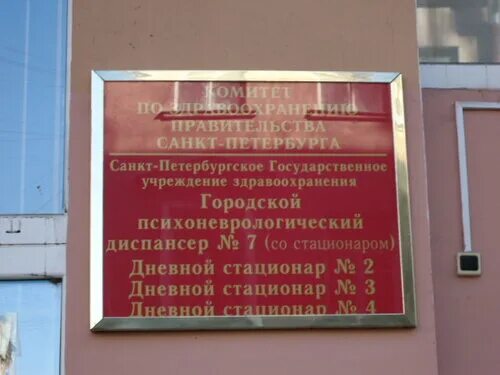 КОМИТЕТ
ПО ЗДРАВООХРАНЕНИЮ
ПРАВИТЕЛЬСТВА
САНКТ-ПЕТЕРБУРГА
Санкт-Петербургское Государственное
учреждение здравоохранения
Городской
психоневрологический
диспансер № 7 (со стационаром)
Дневной стационар № 2
Дневной стационар № 3
Дневной стационар № 4